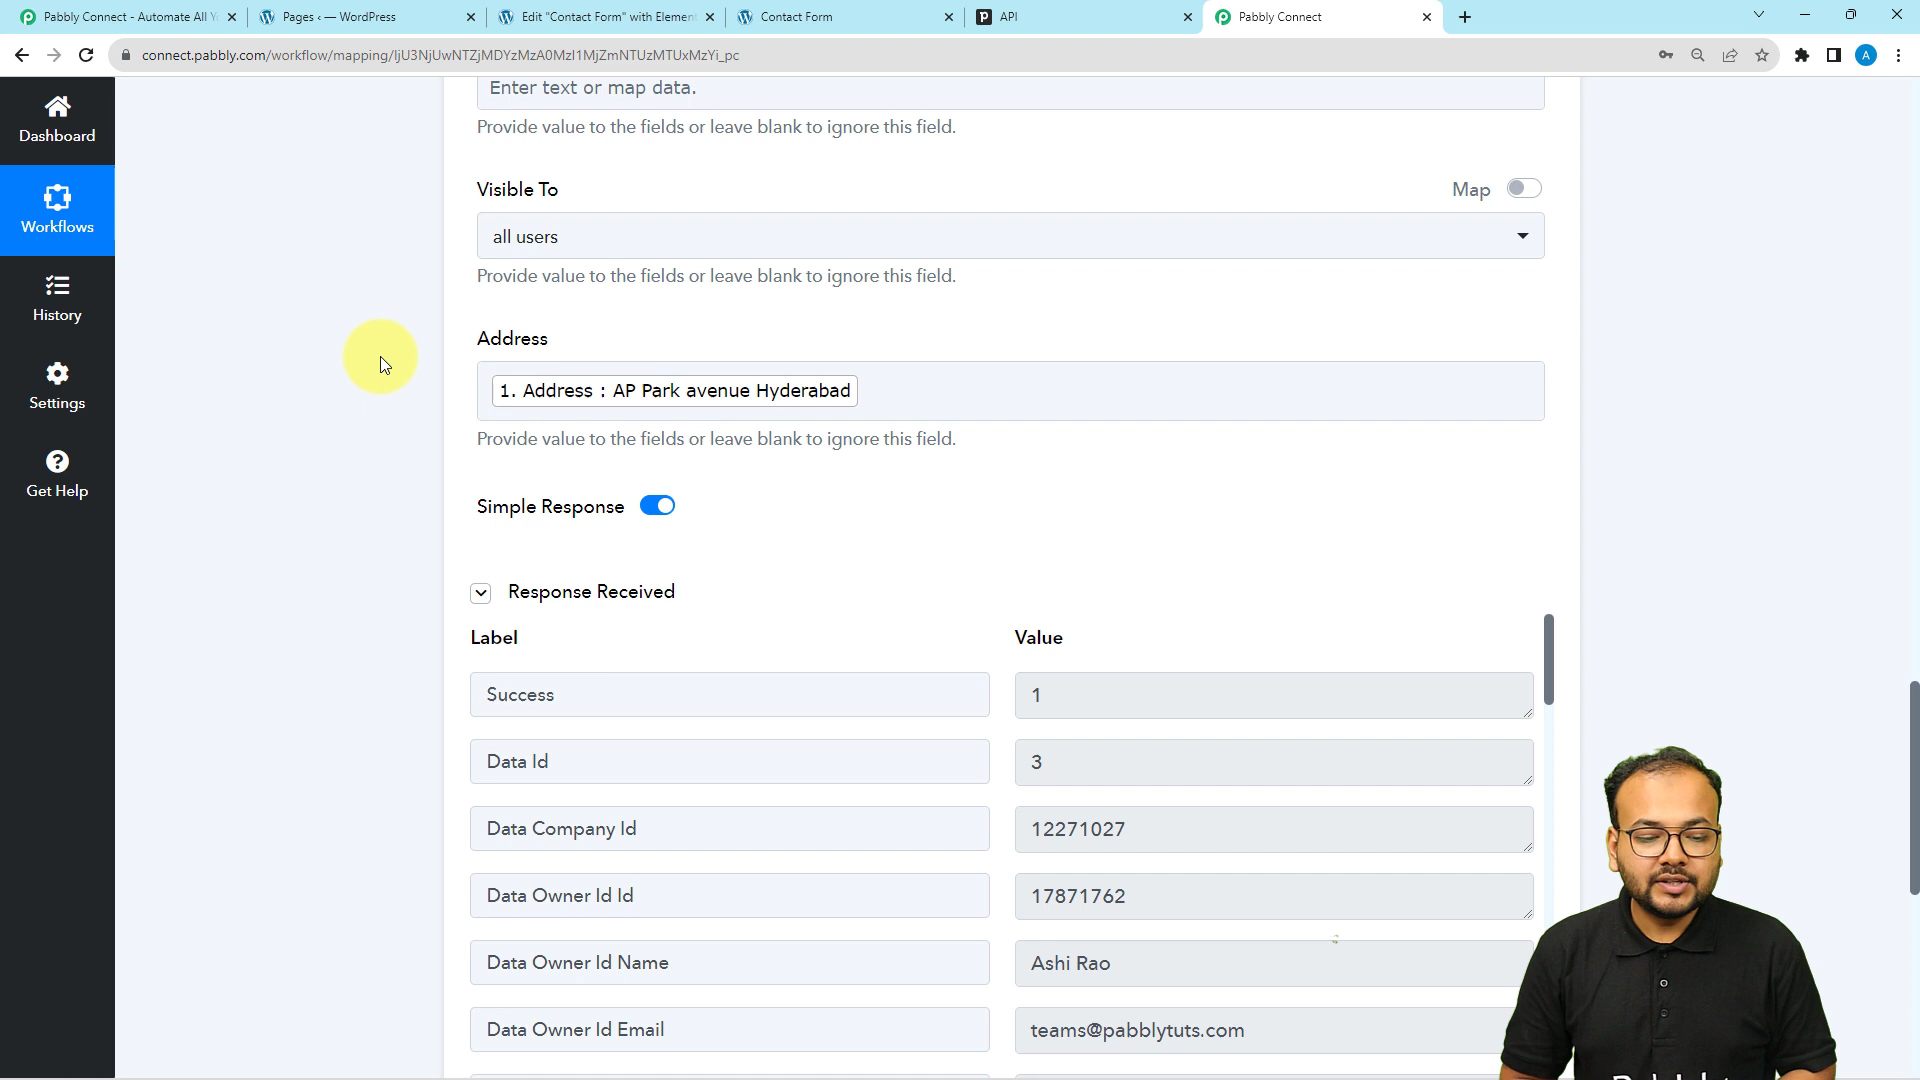 Pabbly Connect - Automate All Y
Pages ‹ — WordPress
Edit "Contact Form" with Elemen
Contact Form
API
Pabbly Connect
connect.pabbly.com/workflow/mapping/IjU3NjUwNTZjMDYzMzA0MzI1MjZmNTUzMTUxMzYi_pc
A
Dashboard
Workflows
History
Settings
Get Help
Enter text or map data.
Provide value to the fields or leave blank to ignore this field.
Visible To
Map
all users
Provide value to the fields or leave blank to ignore this field.
Address
1. Address : AP Park avenue Hyderabad
Provide value to the fields or leave blank to ignore this field.
Simple Response
Response Received
Label
Value
Success
1
Data Id
3
Data Company Id
12271027
Data Owner Id Id
17871762
Data Owner Id Name
Ashi Rao
Data Owner Id Email
teams@pabblytuts.com